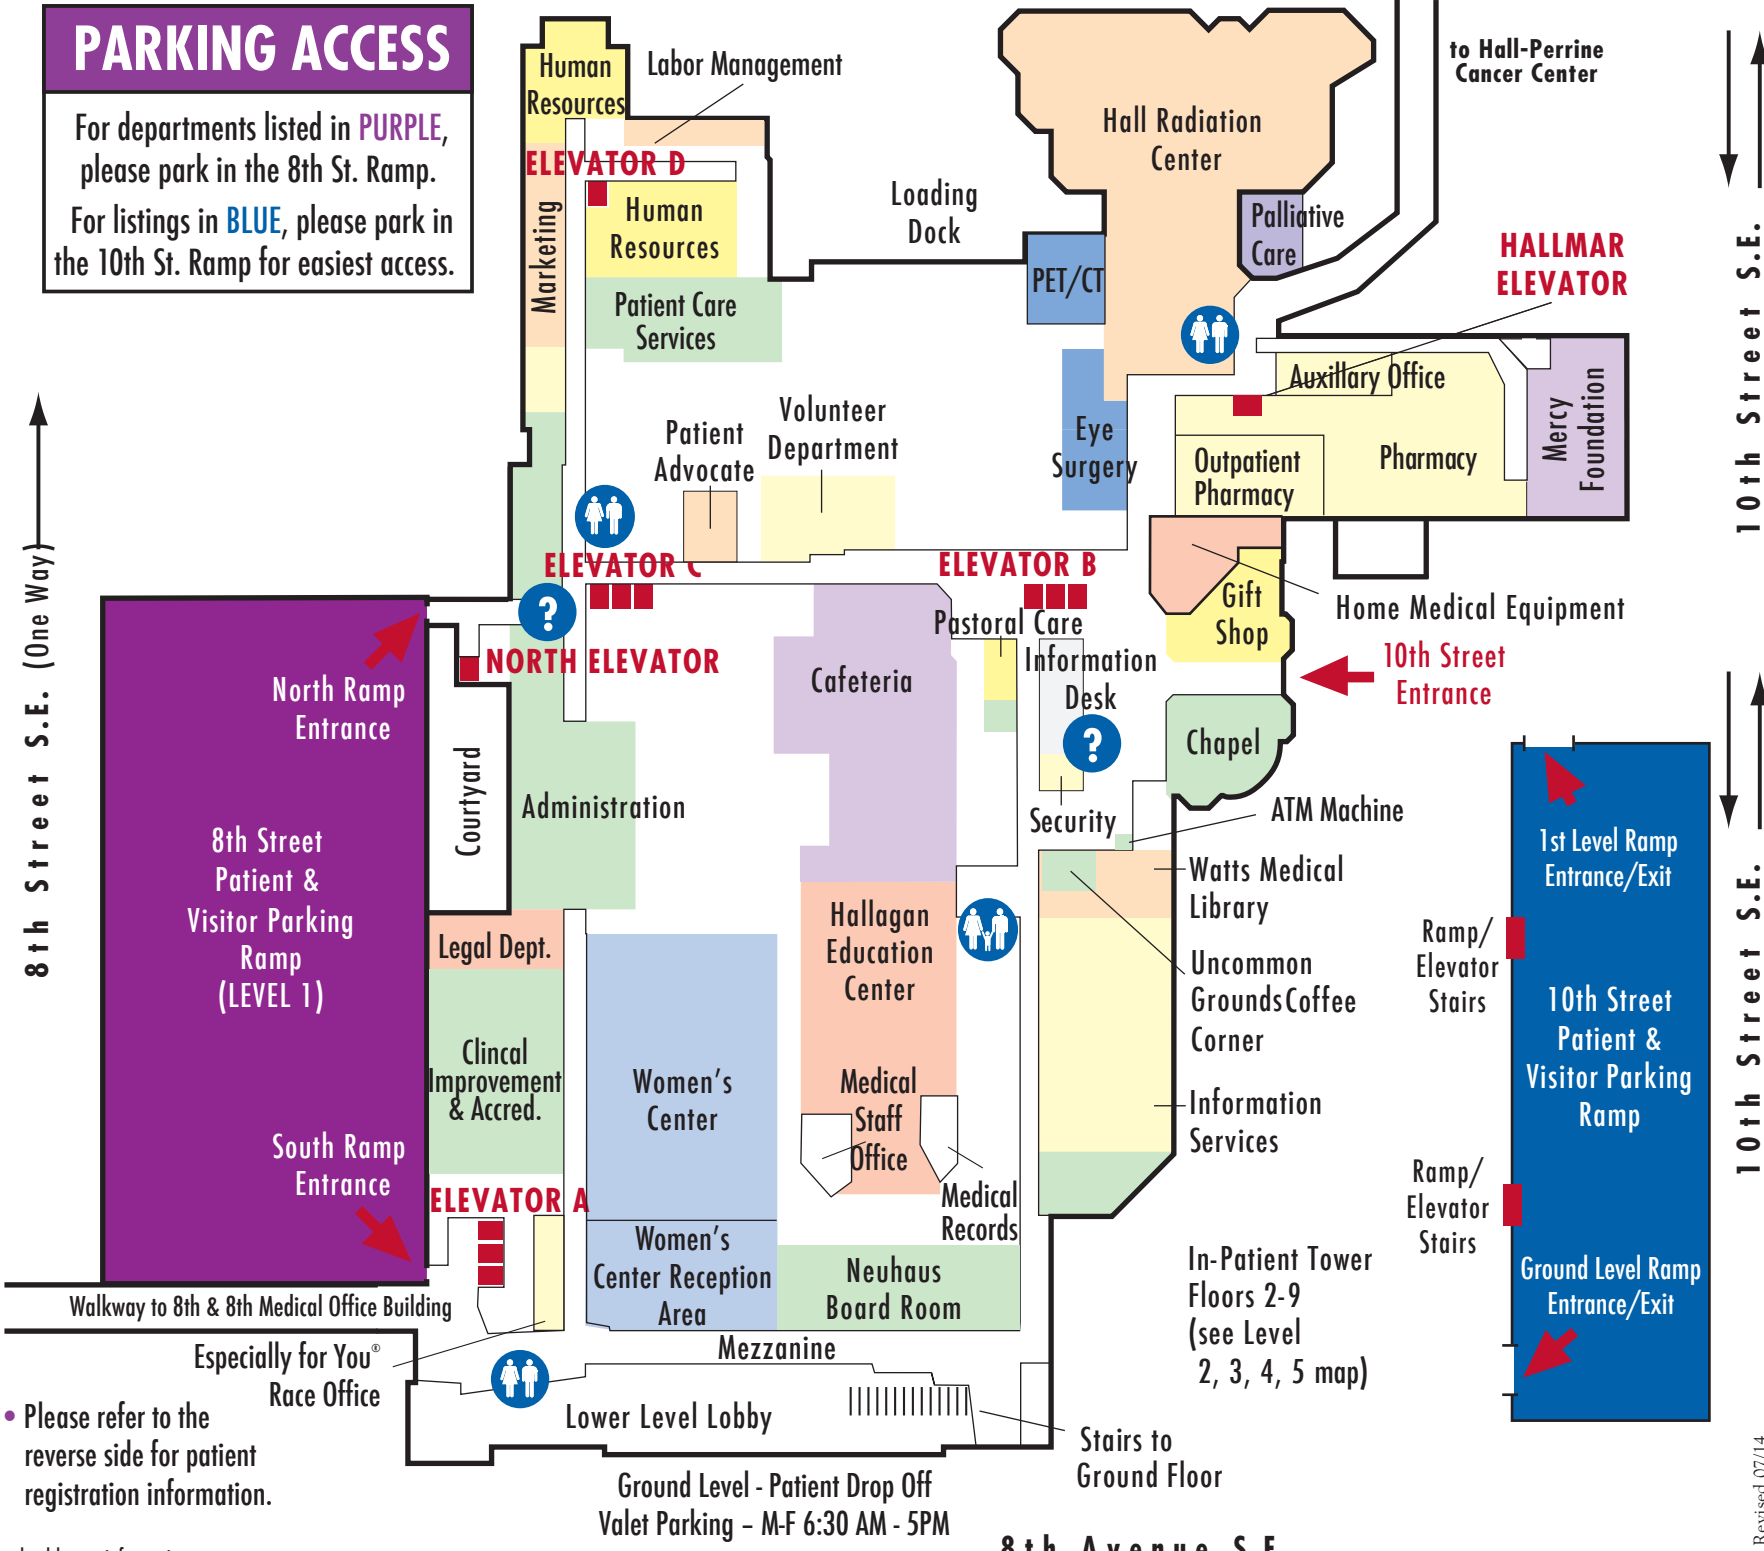 PARKING ACCESS
For departments listed in PURPLE,
please park in the 8th St. Ramp.
For listings in BLUE, please park in
the 10th St. Ramp for easiest access.
Human
Resources
Labor Management
ELEVATOR D
Marketing
Human
Resources
Patient Care
Services
Loading
Dock
Hall Radiation
Center
Palliative
Care
PET/CT
to Hall-Perrine
Cancer Center
HALLMAR
ELEVATOR
10th Street S.E.
Auxillary Office
Mercy
Foundation
Eye
Surgery
Outpatient
Pharmacy
Pharmacy
Patient
Advocate
Volunteer
Department
8th Street S.E. (One Way)
ELEVATOR C
ELEVATOR B
?
NORTH ELEVATOR
North Ramp
Entrance
Courtyard
Administration
Cafeteria
Pastoral Care
Information
Desk
?
Security
Gift
Shop
Home Medical Equipment
10th Street
Entrance
Chapel
ATM Machine
Watts Medical
Library
Uncommon
Grounds Coffee
Corner
Information
Services
8th Street
Patient &
Visitor Parking
Ramp
(LEVEL 1)
Legal Dept.
Clincal
Improvement
& Accred.
Women's
Center
Hallagan
Education
Center
Medical
Staff
Office
Medical
Records
South Ramp
Entrance
ELEVATOR A
Women's
Center Reception
Area
Neuhaus
Board Room
Walkway to 8th & 8th Medical Office Building
Mezzanine
Especially for You®
Race Office
Lower Level Lobby
Stairs to
Ground Floor
Ground Level - Patient Drop Off
Valet Parking – M-F 6:30 AM - 5PM
In-Patient Tower
Floors 2-9
(see Level
2, 3, 4, 5 map)
1st Level Ramp
Entrance/Exit
Ramp/
Elevator
Stairs
10th Street
Patient &
Visitor Parking
Ramp
Ramp/
Elevator
Stairs
Ground Level Ramp
Entrance/Exit
10th Street S.E.
• Please refer to the
reverse side for patient
registration information.
8th Avenue S.E.
Revised 07/14